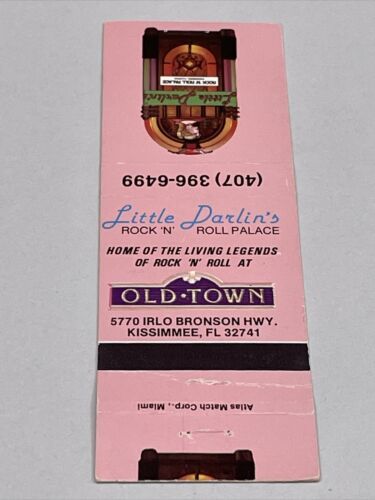 ROCK 'N' ROLL PALACE
Little Darlin's
(407) 396-6499
Little Darlin's
ROCK 'N' ROLL PALACE
HOME OF THE LIVING LEGENDS
OF ROCK 'N' ROLL AT
OLD•TOWN
5770 IRLO BRONSON HWY.
KISSIMMEE, FL 32741
Atlas Match Corp., Miami